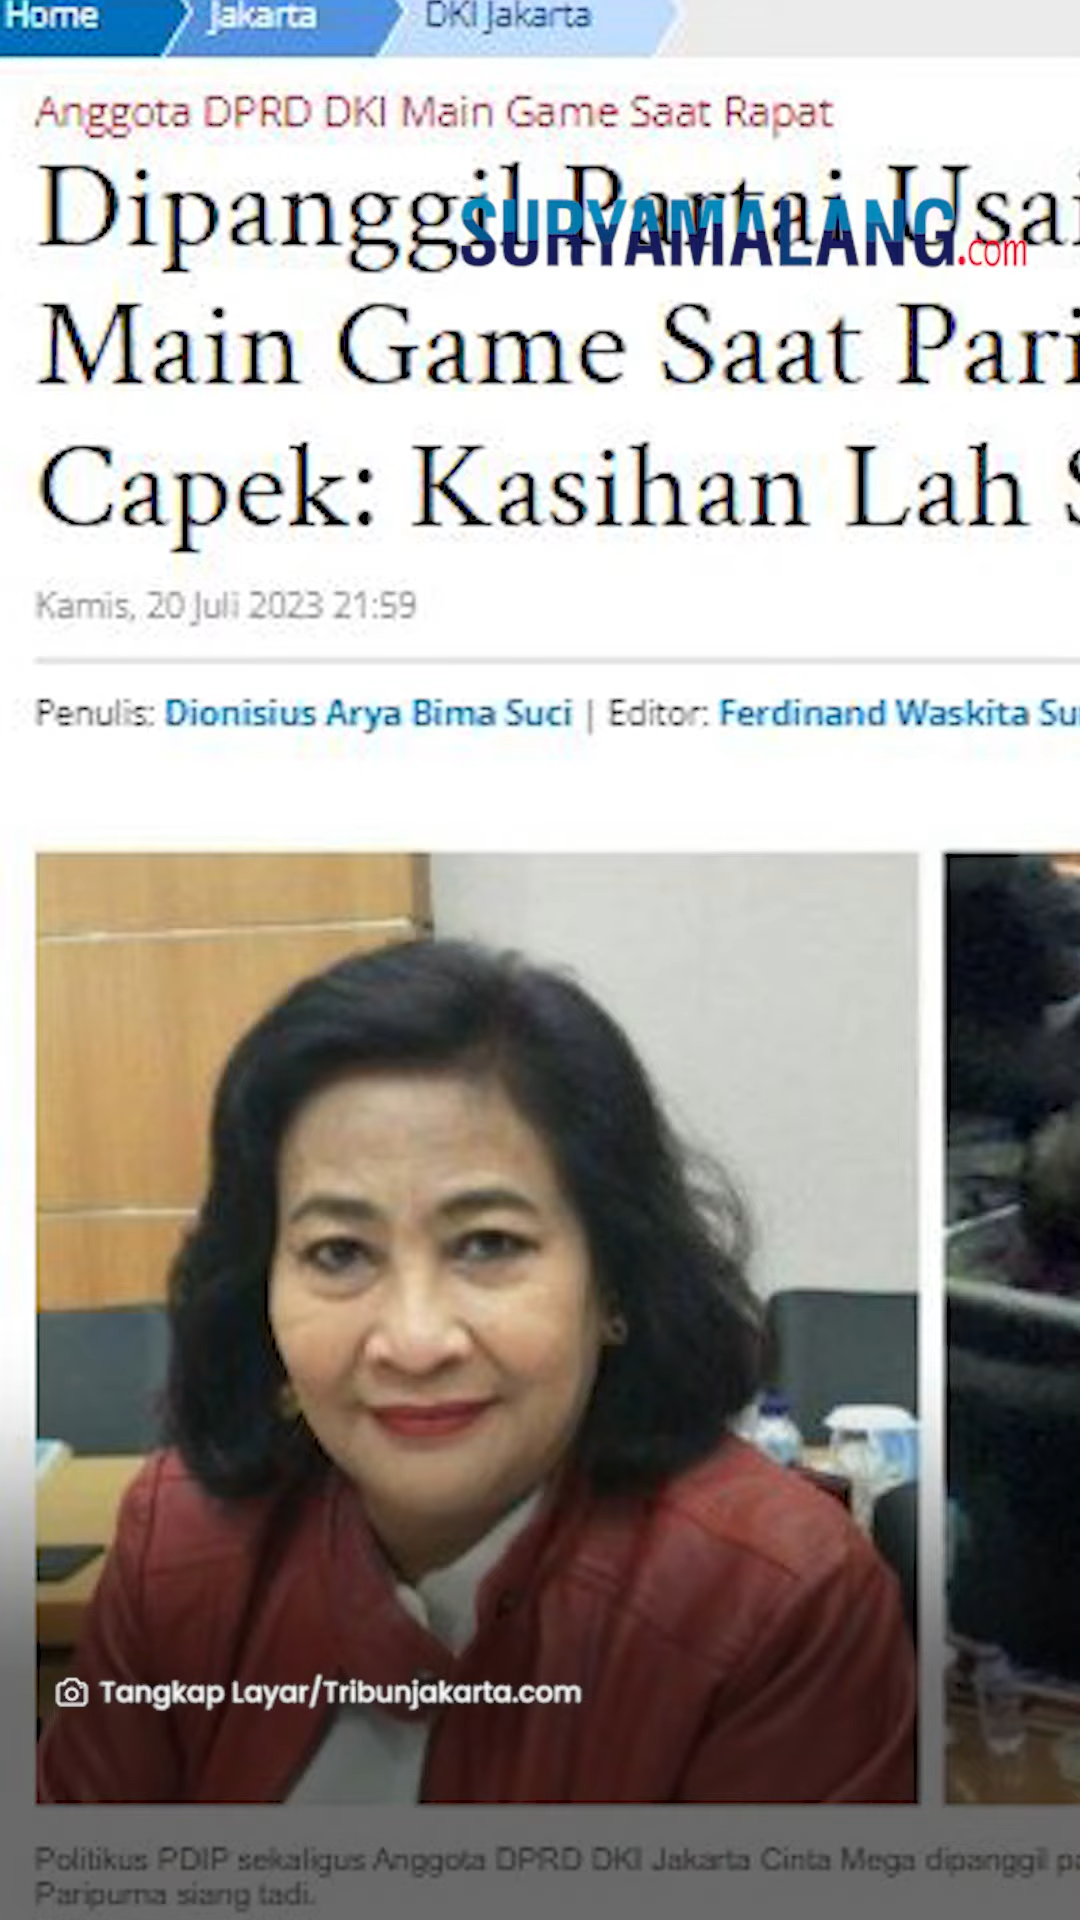 Home Jakarta DKI Jakarta
Anggota DPRD DKI Main Game Saat Rapat
Dipanggil Partai Usai
SURYAMALANG.com
Main Game Saat Pari
Capek: Kasihan Lah S
Kamis, 20 Juli 2023 21:59
Penulis: Dionisius Arya Bima Suci | Editor: Ferdinand Waskita Su
Tangkap Layar/Tribunjakarta.com
Politikus PDIP sekaligus Anggota DPRD DKI Jakarta Cinta Mega dipanggil pa
Paripurna siang tadi.